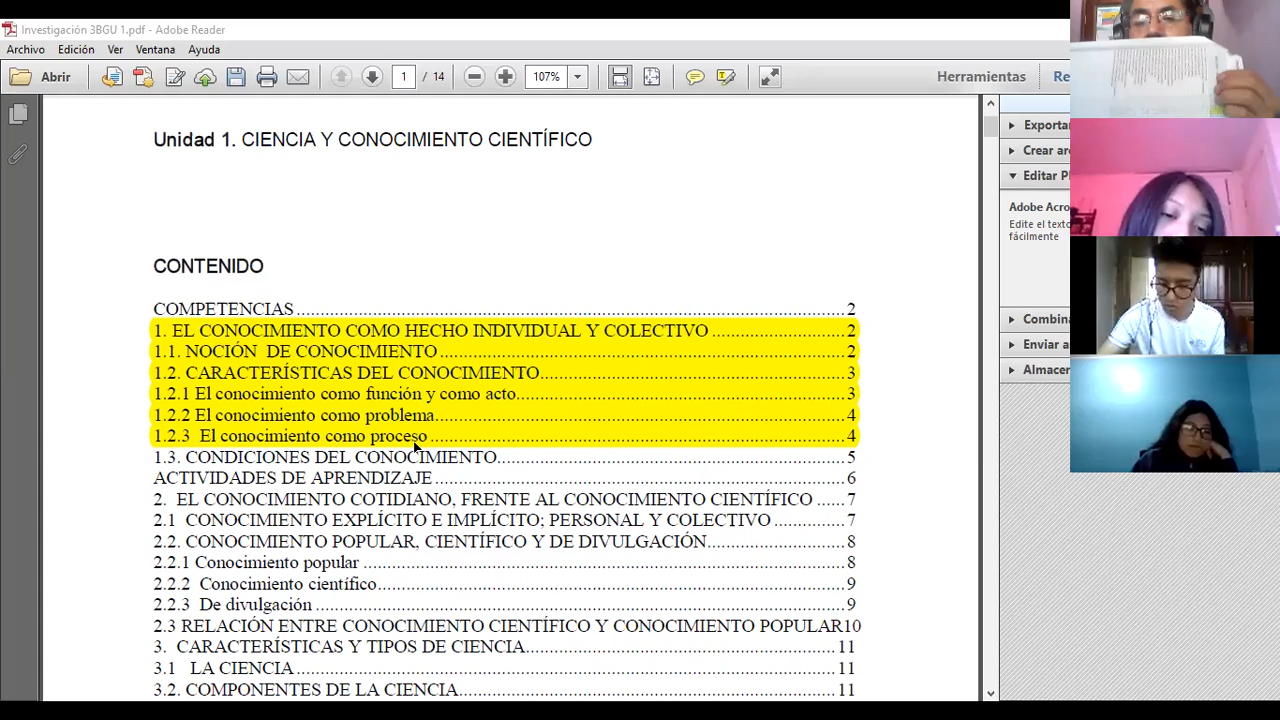 Investigación 3BGU 1.pdf - Adobe Reader
Archivo Edición Ver Ventana Ayuda
Abrir 1 / 14 107% Herramientas
Unidad 1. CIENCIA Y CONOCIMIENTO CIENTÍFICO
CONTENIDO
COMPETENCIAS 2
1. EL CONOCIMIENTO COMO HECHO INDIVIDUAL Y COLECTIVO 2
1.1. NOCIÓN DE CONOCIMIENTO 2
1.2. CARACTERÍSTICAS DEL CONOCIMIENTO 3
1.2.1 El conocimiento como función y como acto 3
1.2.2 El conocimiento como problema 4
1.2.3 El conocimiento como proceso 4
1.3. CONDICIONES DEL CONOCIMIENTO 5
ACTIVIDADES DE APRENDIZAJE 6
2. EL CONOCIMIENTO COTIDIANO, FRENTE AL CONOCIMIENTO CIENTÍFICO 7
2.1 CONOCIMIENTO EXPLÍCITO E IMPLÍCITO; PERSONAL Y COLECTIVO 7
2.2. CONOCIMIENTO POPULAR, CIENTÍFICO Y DE DIVULGACIÓN 8
2.2.1 Conocimiento popular 8
2.2.2 Conocimiento científico 9
2.2.3 De divulgación 9
2.3 RELACIÓN ENTRE CONOCIMIENTO CIENTÍFICO Y CONOCIMIENTO POPULAR10
3. CARACTERÍSTICAS Y TIPOS DE CIENCIA 11
3.1 LA CIENCIA 11
3.2. COMPONENTES DE LA CIENCIA 11
Exporta
Crear ar
Editar P
Adobe Acro
Edite el texto
fácilmente
Combina
Enviar a
Almacen